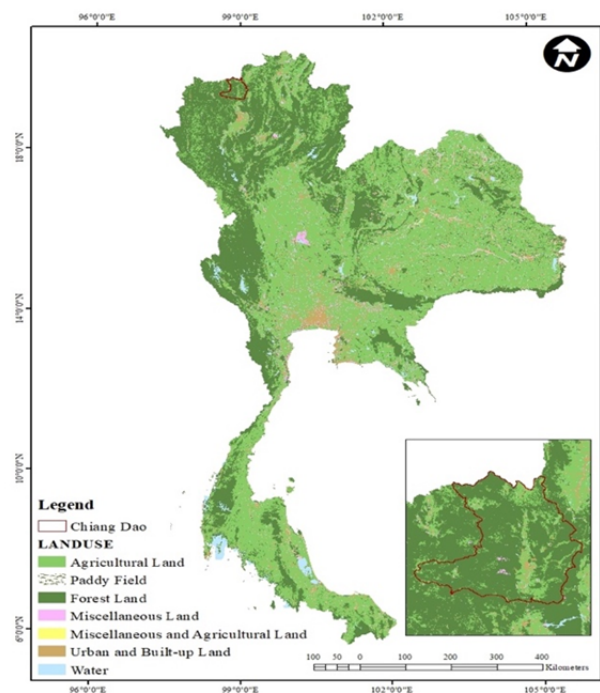 96°0'0"E 99°0'0"E 102°0'0"E 105°0'0"E
N
18°0'0"N
14°0'0"N
10°0'0"N
6°0'0"N
Legend
Chiang Dao
LANDUSE
Agricultural Land
Paddy Field
Forest Land
Miscellaneous Land
Miscellaneous and Agricultural Land
Urban and Built-up Land
Water
100 50 0 100 200 300 400
Kilometers
96°0'0"E 99°0'0"E 102°0'0"E 105°0'0"E